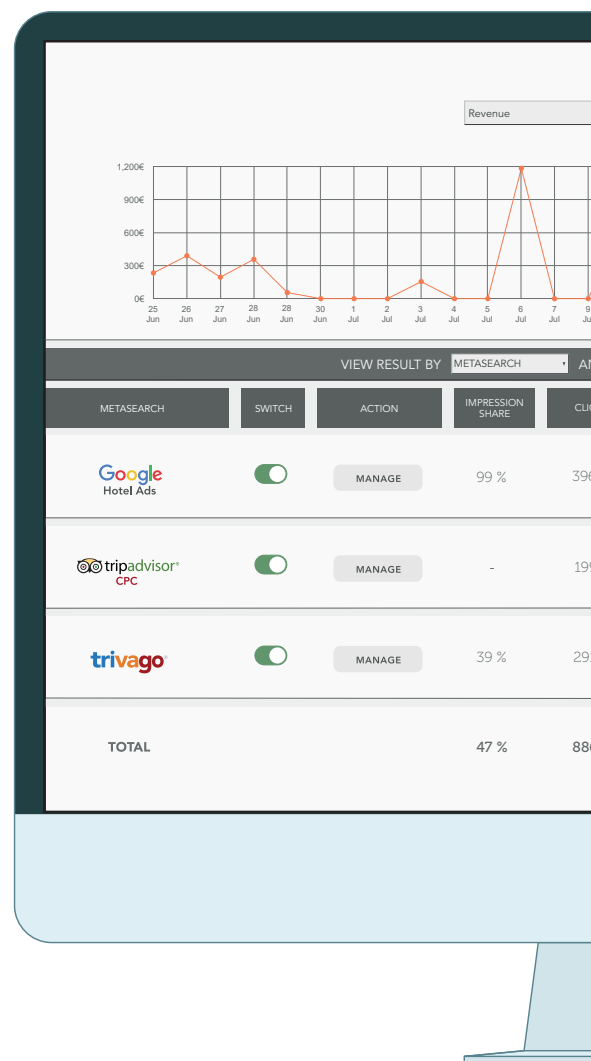 Revenue
1,200€
900€
600€
300€
0€
25 26 27 28 28 30 1 2 3 4 5 6 7 9
Jun Jun Jun Jun Jun Jun Jul Jul Jul Jul Jul Jul Jul
VIEW RESULT BY METASEARCH
METASEARCH SWITCH ACTION IMPRESSION SHARE
Google
Hotel Ads
MANAGE 99 %
tripadvisor
CPC
MANAGE -
trivago
MANAGE 39 %
TOTAL 47 %